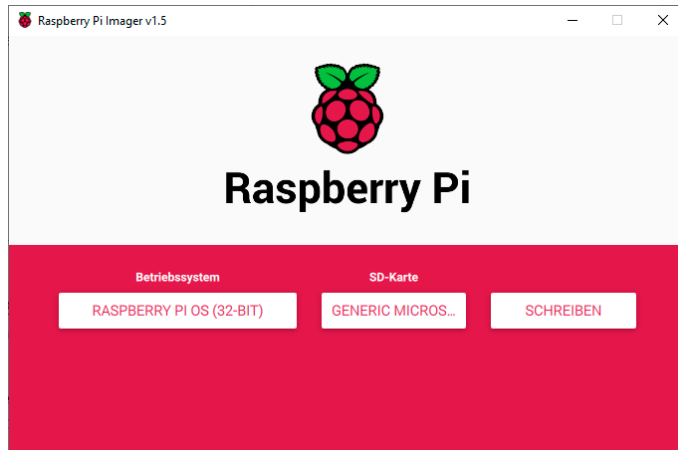 Raspberry Pi Imager v1.5
Raspberry Pi
Betriebssystem SD-Karte
RASPBERRY PI OS (32-BIT) GENERIC MICROS... SCHREIBEN